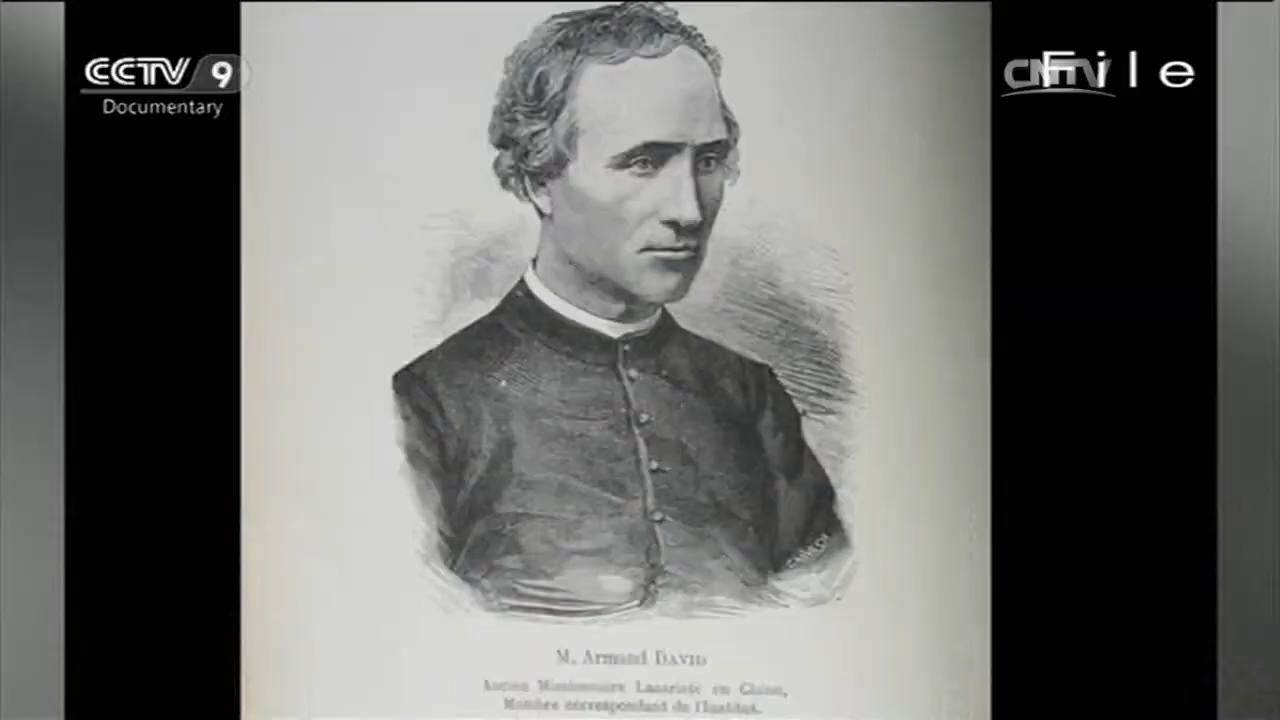 CCTV 9
Documentary
CNTV
File
M. Armand DAVID
Ancien Missionnaire Lazariste en Chine,
Membre correspondant de l'Institut.